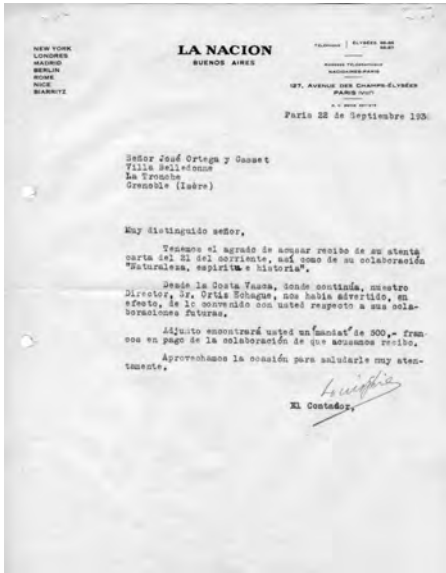 NEW YORK
LONDRES
MADRID
BERLIN
ROME
NICE
BIARRITZ
LA NACION
BUENOS AIRES
127, AVENUE DES CHAMPS-ÉLYSÉES
PARIS
Paris 22 de Septiembre 193
Señor José Ortega y Gasset
Villa Belledonne
La Tronche
Grenoble (Isère)
Muy distinguido señor,
Tenemos el agrado de acusar recibo de su atenta
carta del 21 del corriente, así como de su colaboración
"Naturaleza, espíritu e historia".
Desde la Costa Vasca, donde continúa, nuestro
Director, Sr. Ortiz Echague, nos había advertido, en
efecto, de lo convenido con usted respecto a sus cola-
boraciones futuras.
Adjunto encontrará usted un "mandat" de 500,- fran-
cos en pago de la colaboración de que acusamos recibo.
Aprovechamos la ocasión para saludarle muy aten-
tamente.
El Contador,